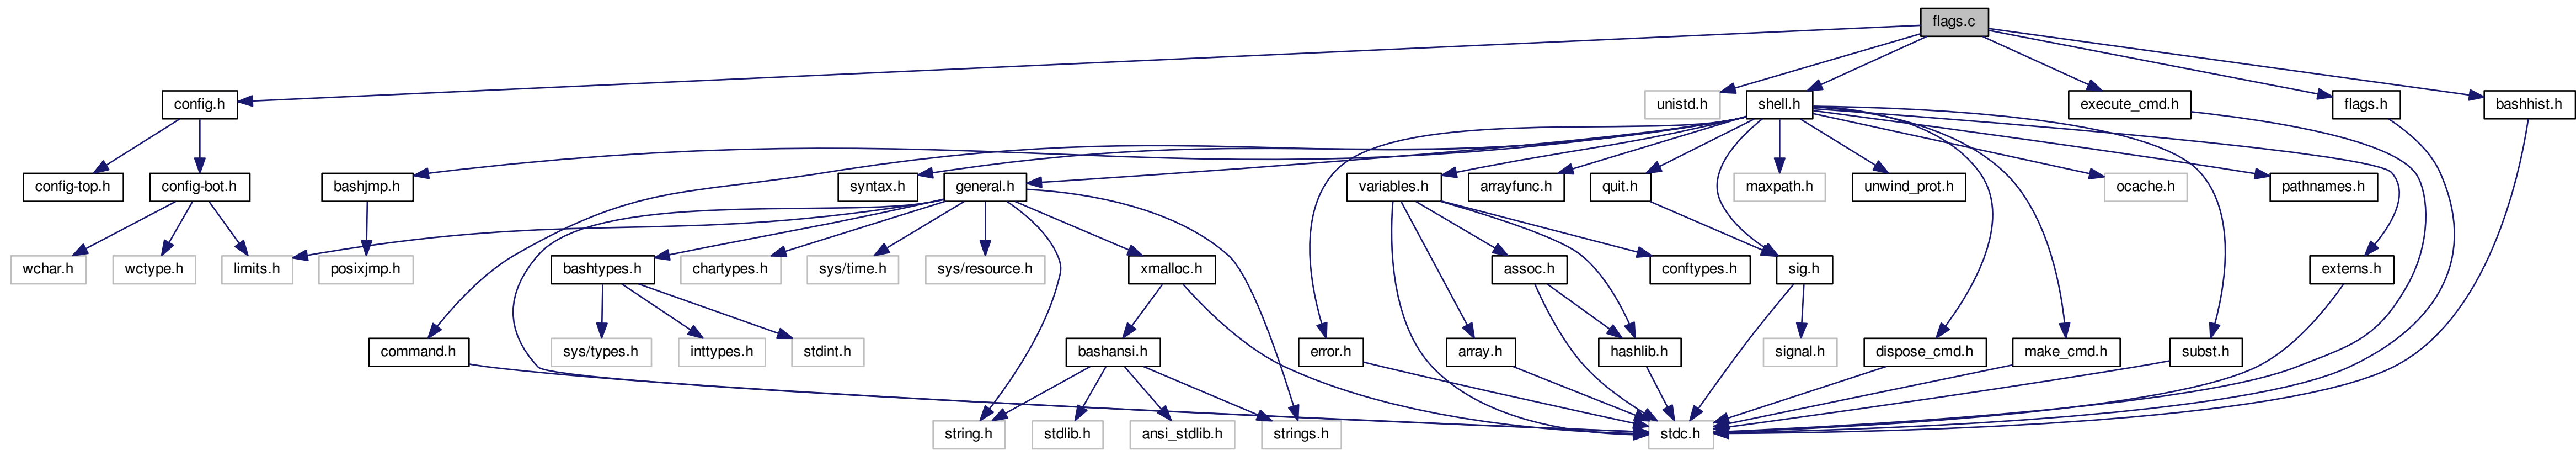 flags.c
config.h
unistd.h
shell.h
execute_cmd.h
flags.h
bashhist.h
config-top.h
config-bot.h
bashjmp.h
syntax.h
general.h
variables.h
arrayfunc.h
quit.h
maxpath.h
unwind_prot.h
ocache.h
pathnames.h
wchar.h
wctype.h
limits.h
posixjmp.h
bashtypes.h
chartypes.h
sys/time.h
sys/resource.h
xmalloc.h
assoc.h
conftypes.h
sig.h
externs.h
command.h
sys/types.h
inttypes.h
stdint.h
bashansi.h
error.h
array.h
hashlib.h
signal.h
dispose_cmd.h
make_cmd.h
subst.h
string.h
stdlib.h
ansi_stdlib.h
strings.h
stdc.h